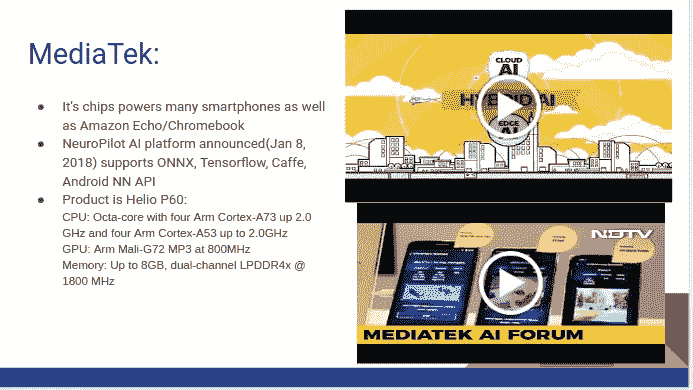 MediaTek:
It's chips powers many smartphones as well
as Amazon Echo/Chromebook
NeuroPilot AI platform announced(Jan 8,
2018) supports ONNX, Tensorflow, Caffe,
Android NN API
Product is Helio P60:
CPU: Octa-core with four Arm Cortex-A73 up 2.0
GHz and four Arm Cortex-A53 up to 2.0GHz
GPU: Arm Mali-G72 MP3 at 800MHz
Memory: Up to 8GB, dual-channel LPDDR4x @
1800 MHz
CLOUD
AI
HYBRID AI
EDGE
AI
NDTV
MEDIATEK AI FORUM